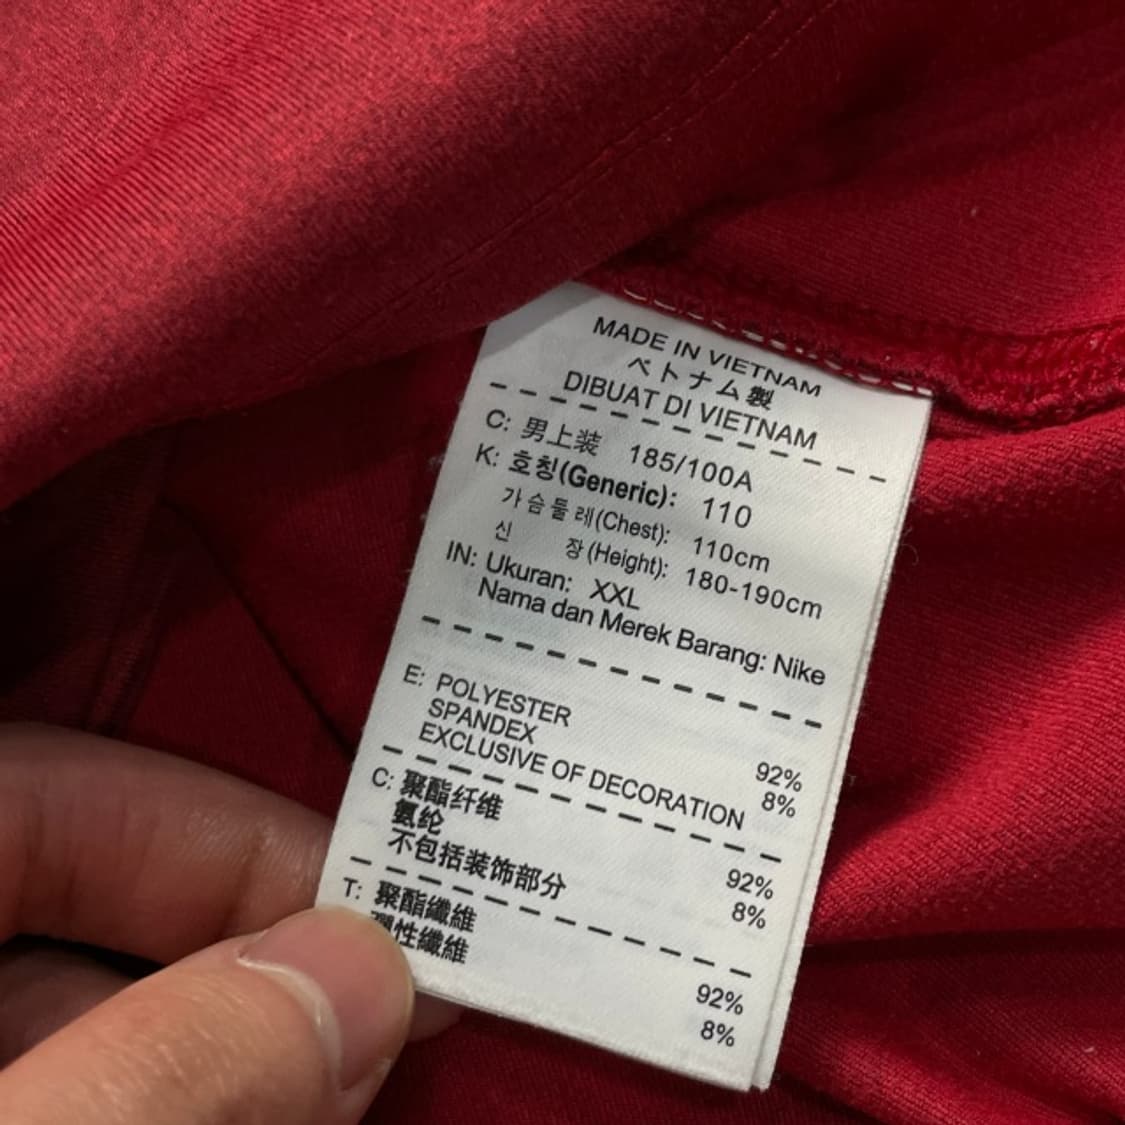 MADE IN VIETNAM
ベトナム製
DIBUAT DI VIETNAM
C: 男上装 185/100A
K: 호칭(Generic): 110
가슴둘레(Chest): 110cm
신 장(Height): 180-190cm
IN: Ukuran: XXL
Nama dan Merek Barang: Nike
E: POLYESTER 92%
SPANDEX 8%
EXCLUSIVE OF DECORATION
C: 聚酯纤维 92%
氨纶 8%
不包括装饰部分
T: 聚酯纖維 92%
彈性纖維 8%